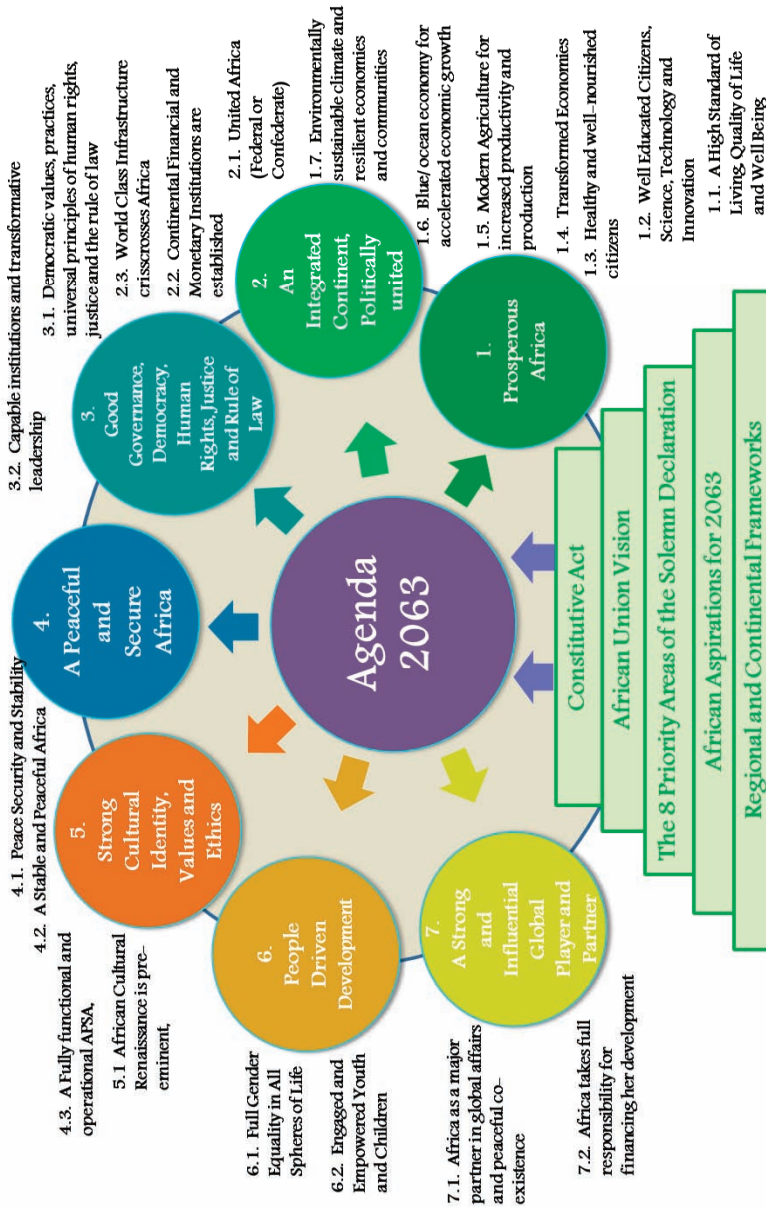 3.2. Capable institutions and transformative
leadership
3.1. Democratic values, practices,
universal principles of human rights,
justice and the rule of law
2.3. World Class Infrastructure
crisscrosses Africa
2.2. Continental Financial and
Monetary Institutions are
established
2.1. United Africa
(Federal or
Confederate)
1.7. Environmentally
sustainable climate and
resilient economies
and communities
1.6. Blue/ ocean economy for
accelerated economic growth
1.5. Modern Agriculture for
increased productivity and
production
1.4. Transformed Economies
1.3. Healthy and well-nourished
citizens
1.2. Well Educated Citizens.,
Science, Technology and
Innovation
1.1. A High Standard of
Living, Quality of Life
and Well Being
4.1. Peace Security and Stability
4.2. A Stable and Peaceful Africa
4.3. A Fully functional and
operational APSA,
5.1 African Cultural
Renaissance is pre-
eminent,
6.1. Full Gender
Equality in All
Spheres of Life
6.2. Engaged and
Empowered Youth
and Children
7.1. Africa as a major
partner in global affairs
and peaceful co-
existence
7.2. Africa takes full
responsibility for
financing her development
4.
A Peaceful
and
Secure
Africa
3.
Good
Governance,
Democracy,
Human
Rights, Justice
and Rule of
Law
2.
An
Integrated
Continent,
Politically
united
1.
Prosperous
Africa
5.
Strong
Cultural
Identity,
Values and
Ethics
6.
People
Driven
Development
7.
A Strong
and
Influential
Global
Player and
Partner
Agenda
2063
Constitutive Act
African Union Vision
The 8 Priority Areas of the Solemn Declaration
African Aspirations for 2063
Regional and Continental Frameworks